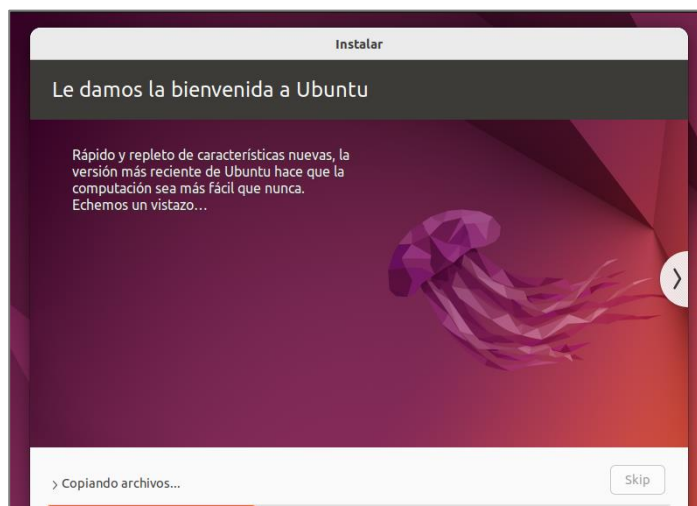 Instalar
Le damos la bienvenida a Ubuntu
Rápido y repleto de características nuevas, la
versión más reciente de Ubuntu hace que la
computación sea más fácil que nunca.
Echemos un vistazo…
Copiando archivos...
Skip